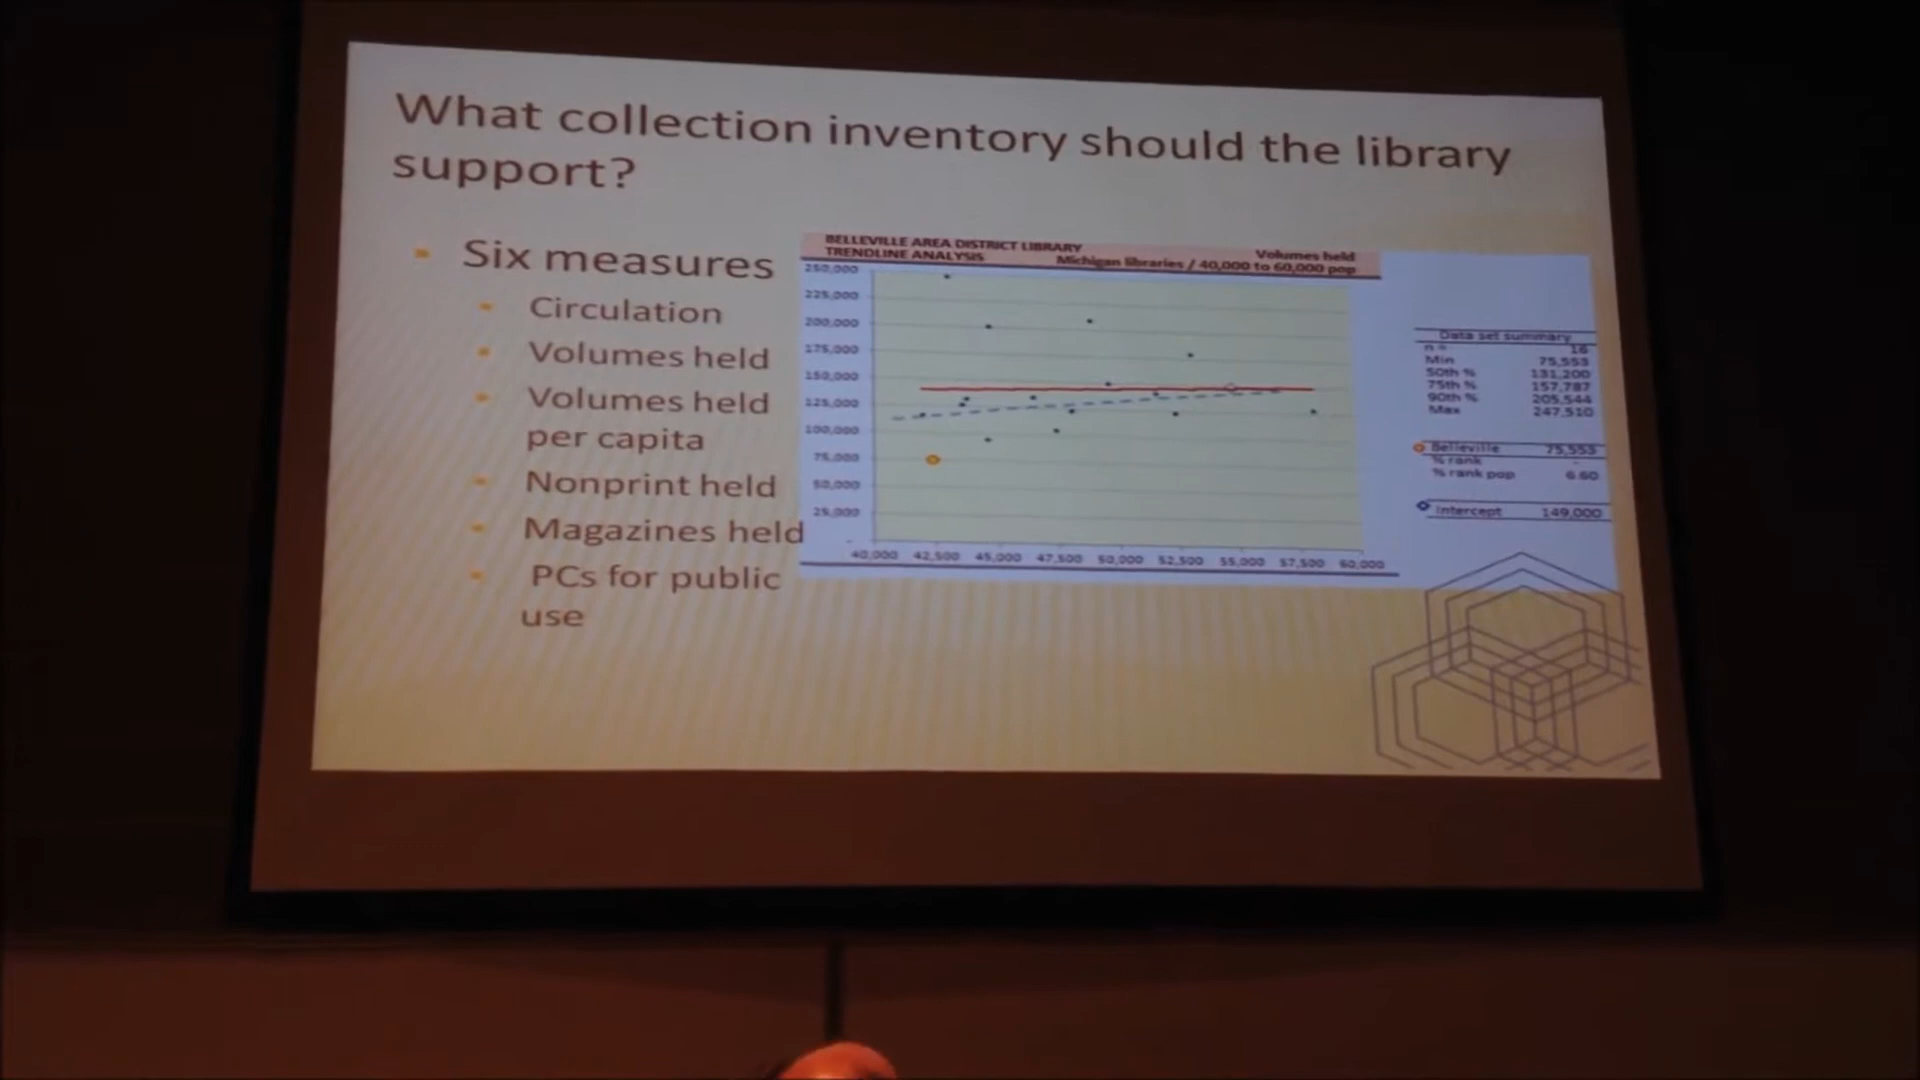 What collection inventory should the library
support?
Six measures
Circulation
Volumes held
Volumes held
per capita
Nonprint held
Magazines held
PCs for public
use
BELLEVILLE AREA DISTRICT LIBRARY
TRENDLINE ANALYSIS
Volumes held
Michigan libraries / 40,000 to 60,000 pop
250,000
225,000
200,000
175,000
150,000
125,000
100,000
75,000
50,000
25,000
-
40,000 42,500 45,000 47,500 50,000 52,500 55,000 57,500 60,000
Data set summary
n = 16
Min 75,553
50th % 131,200
75th % 157,787
90th % 205,544
Max 247,510
Belleville 75,553
% rank -
% rank pop 6.60
Intercept 149,000